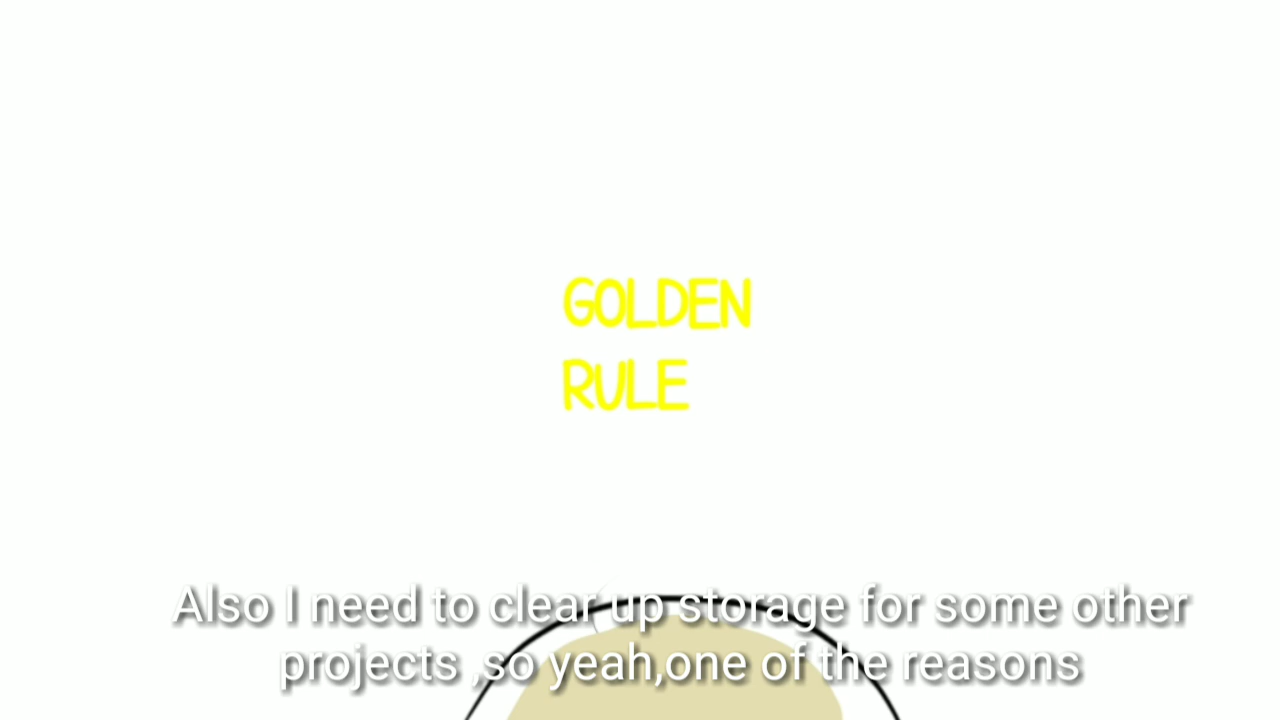 GOLDEN
RULE
Also I need to clear up storage for some other
projects ,so yeah,one of the reasons